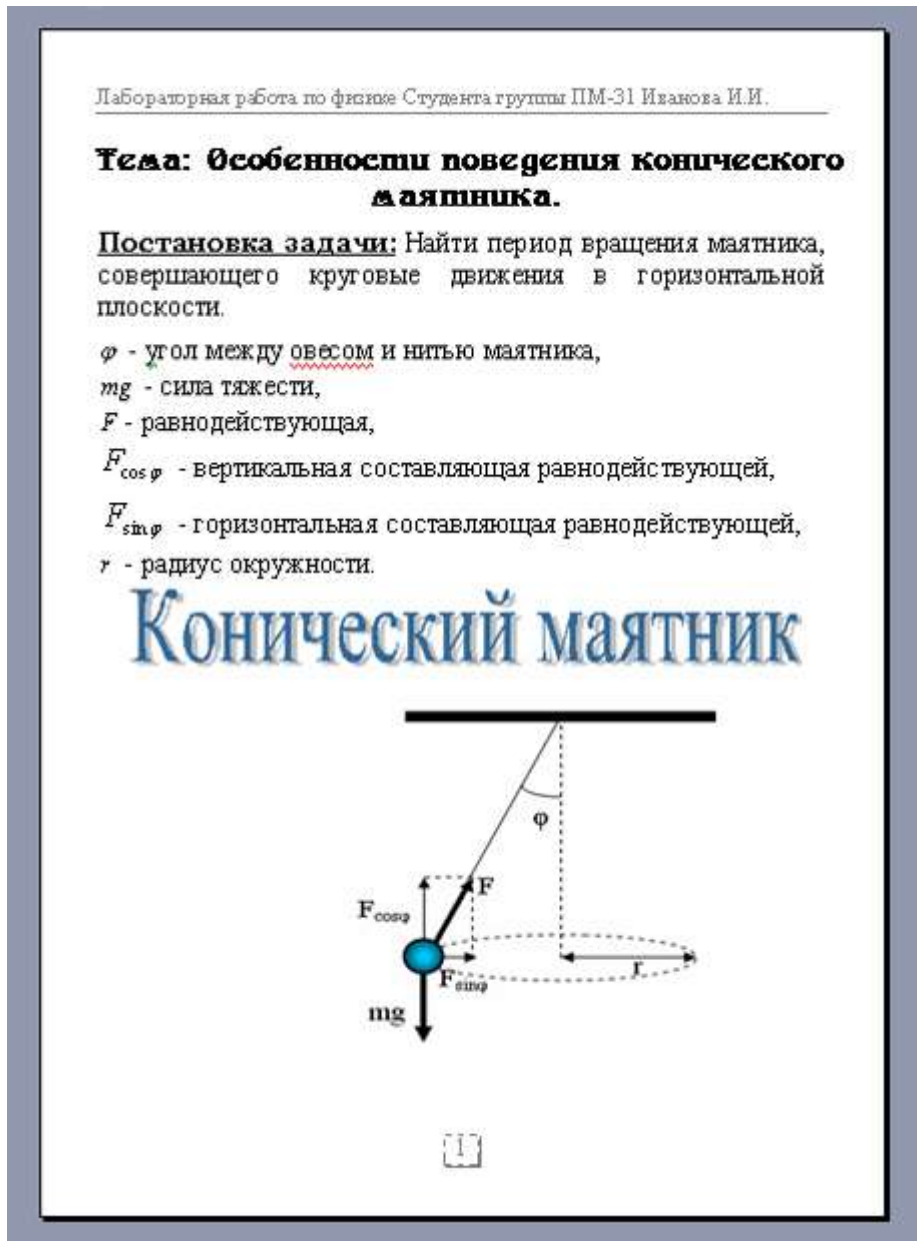 Лабораторная работа по физике Студента группы ПМ-31 Иванова И.И.
Тема: Особенности поведения конического
маятника.
Постановка задачи: Найти период вращения маятника,
совершающего круговые движения в горизонтальной
плоскости.
φ - угол между овесом и нитью маятника,
mg - сила тяжести,
F - равнодействующая,
F cos φ - вертикальная составляющая равнодействующей,
F sin φ - горизонтальная составляющая равнодействующей,
r - радиус окружности.
Конический маятник
φ
F
Fcosφ
r
Fsinφ
mg
1